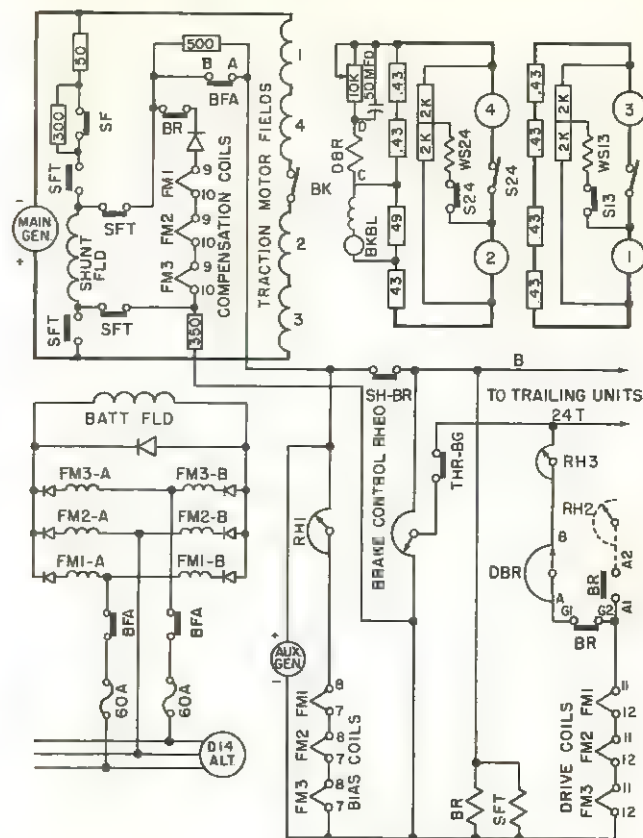 50
300
SF
SFT
MAIN
GEN.
-
+
SHUNT
FLD
SFT
SFT
SFT
500
B
A
BFA
BR
FM1
9
10
FM2
9
10
FM3
9
10
350
COMPENSATION COILS
TRACTION MOTOR FIELDS
1
4
2
3
10K
50MFD
.43
.43
D
DBR
C
BK
BKBL
.49
.43
2K
2K
WS24
S24
4
S24
2
.43
.43
.43
.43
2K
2K
WS13
S13
3
1
BATT FLD
FM3-A
FM3-B
FM2-A
FM2-B
FM1-A
FM1-B
BFA
BFA
60A
60A
D14
ALT.
SH-BR
B
TO TRAILING UNITS
24T
RH1
BRAKE CONTROL RHEO
THR-BG
RH3
RH2
B
DBR
A
A2
BR
A1
G1
G2
BR
+
AUX
GEN.
-
FM1
8
7
FM2
8
7
FM3
8
7
BIAS COILS
BR
SFT
DRIVE COILS
FM1
11
12
FM2
11
12
FM3
11
12